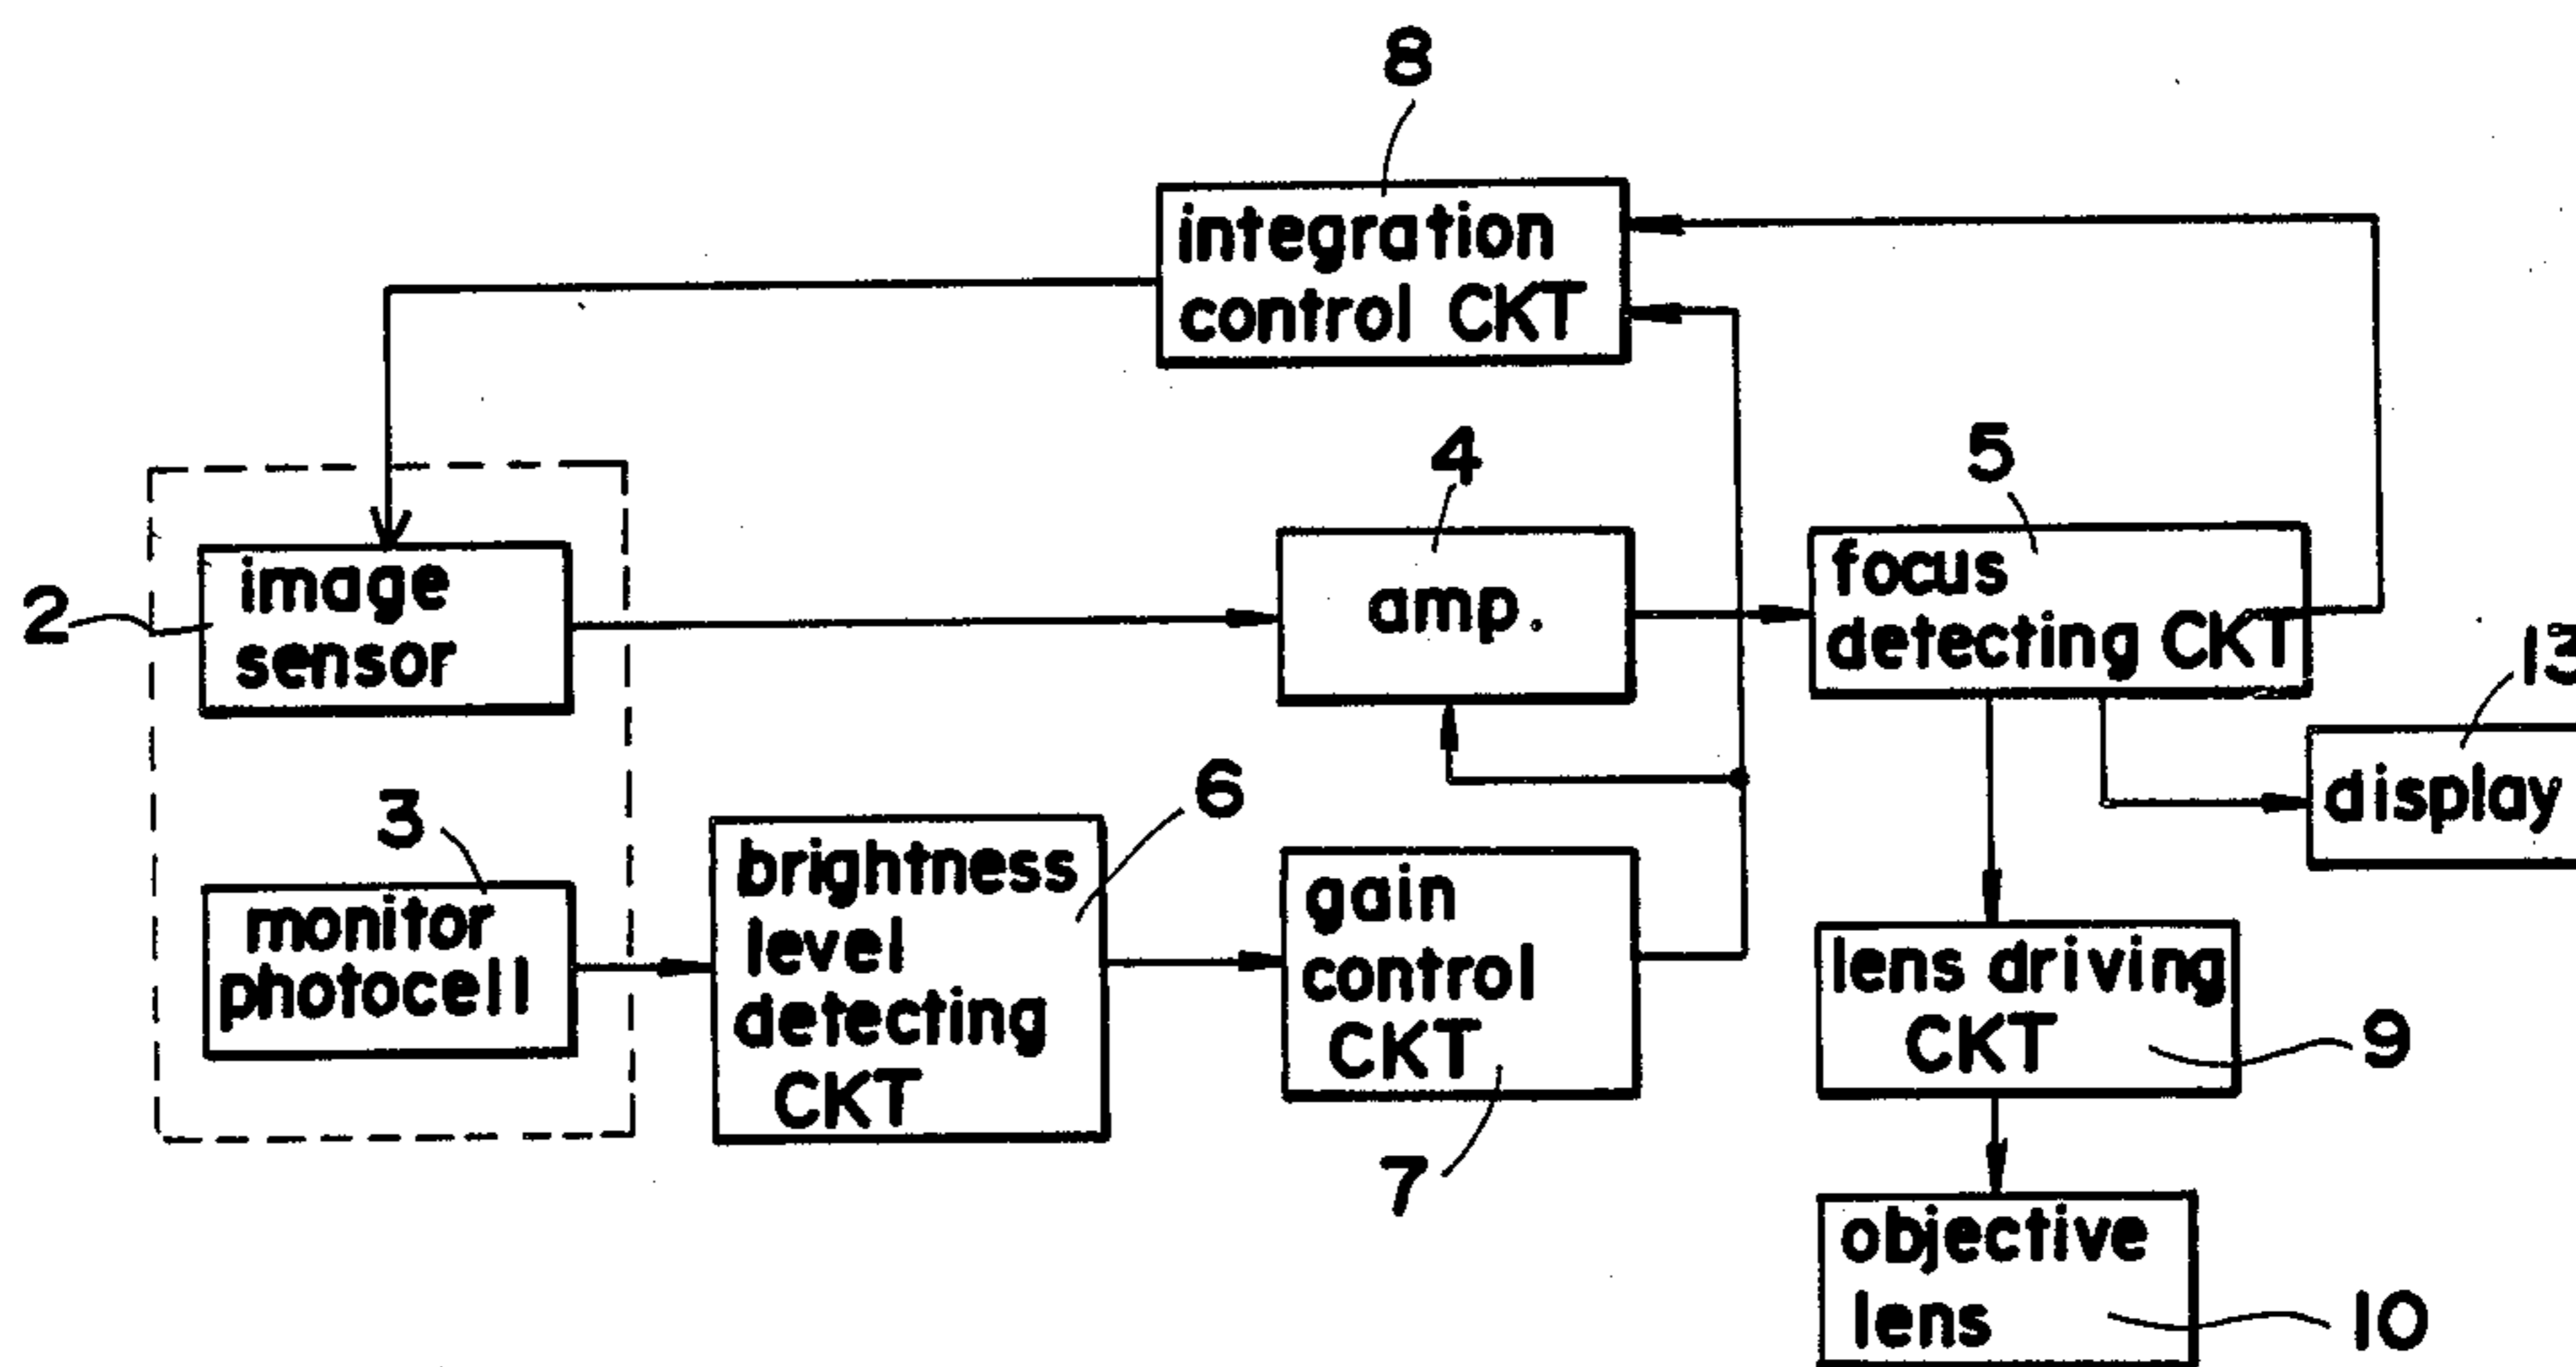 8
integration
control CKT
4
5
image
sensor
2
amp.
focus
detecting CKT
13
display
3
monitor
photocell
6
brightness
level
detecting
CKT
gain
control
CKT
7
lens driving
CKT
9
objective
lens
10